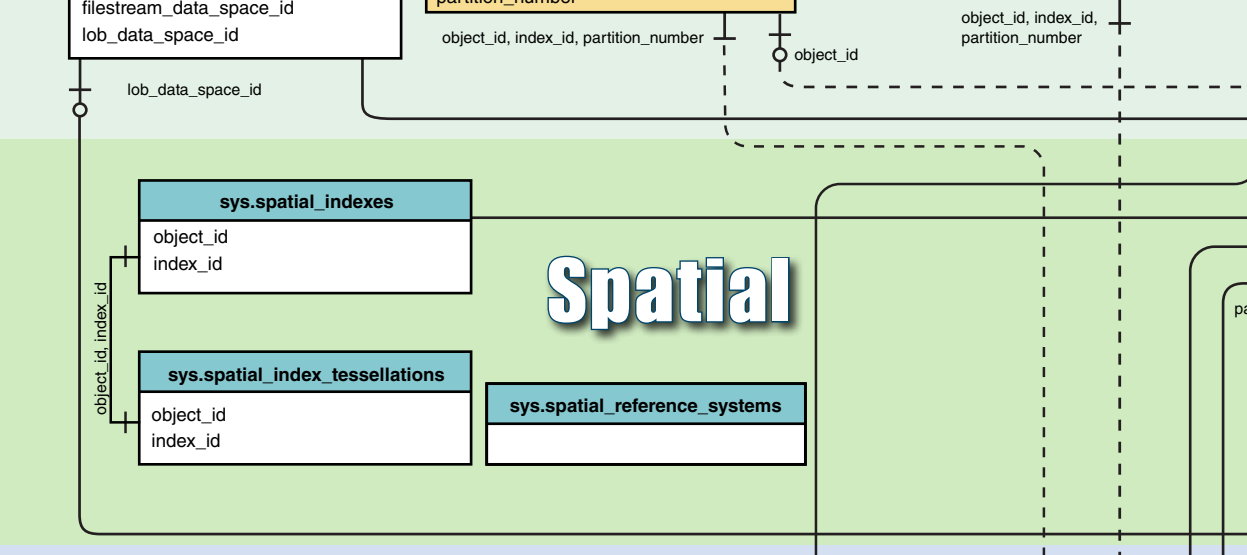 filestream_data_space_id
lob_data_space_id
partition_number
object_id, index_id, partition_number
object_id
object_id, index_id,
partition_number
lob_data_space_id
sys.spatial_indexes
object_id
index_id
Spatial
object_id, index_id
sys.spatial_index_tessellations
object_id
index_id
sys.spatial_reference_systems